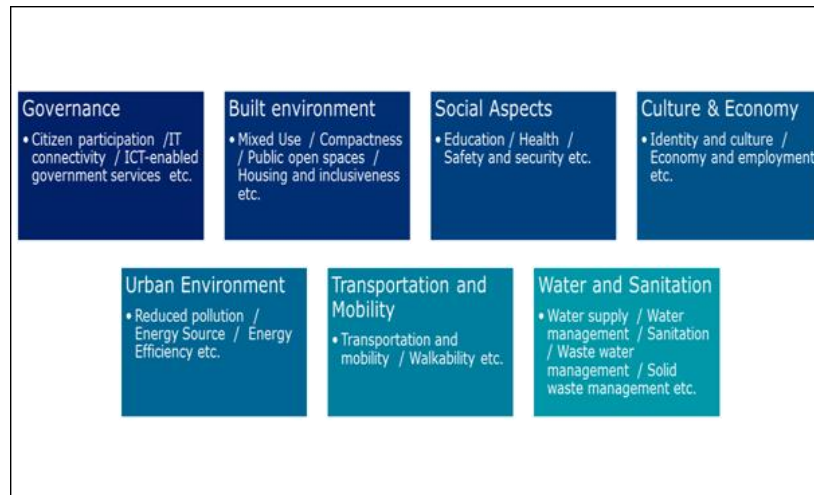 Governance
• Citizen participation /IT
connectivity / ICT-enabled
government services etc.
Built environment
• Mixed Use / Compactness
/ Public open spaces /
Housing and inclusiveness
etc.
Social Aspects
• Education / Health /
Safety and security etc.
Culture & Economy
• Identity and culture /
Economy and employment
etc.
Urban Environment
• Reduced pollution /
Energy Source / Energy
Efficiency etc.
Transportation and
Mobility
• Transportation and
mobility / Walkability etc.
Water and Sanitation
• Water supply / Water
management / Sanitation
/ Waste water
management / Solid
waste management etc.